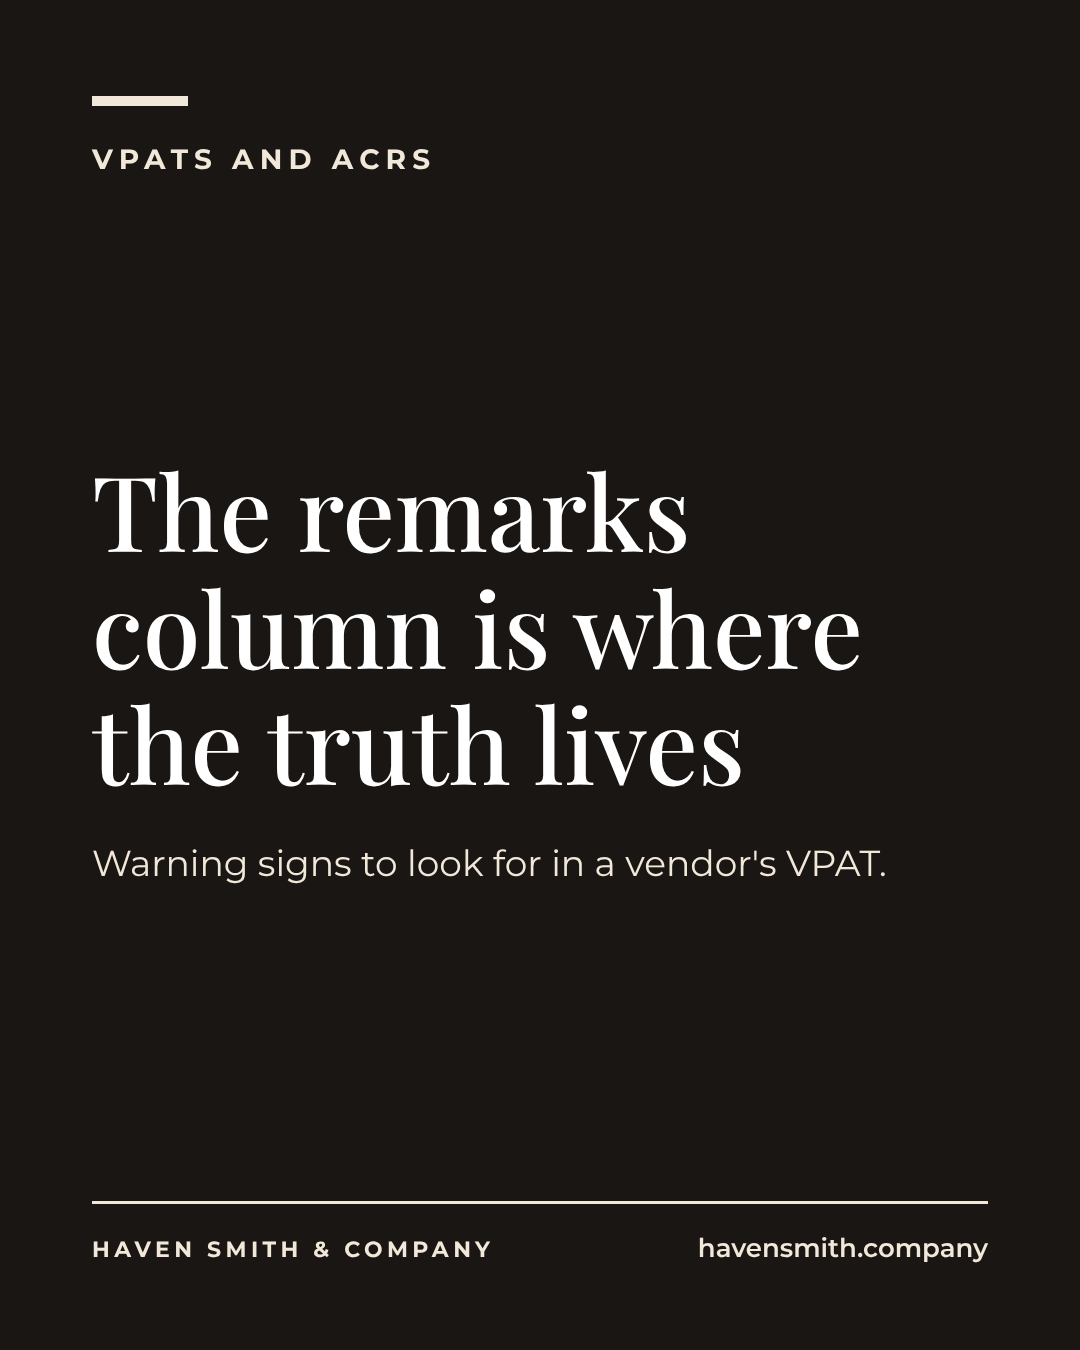 VPATS AND ACRS
The remarks
column is where
the truth lives
Warning signs to look for in a vendor's VPAT.
HAVEN SMITH & COMPANY
havensmith.company